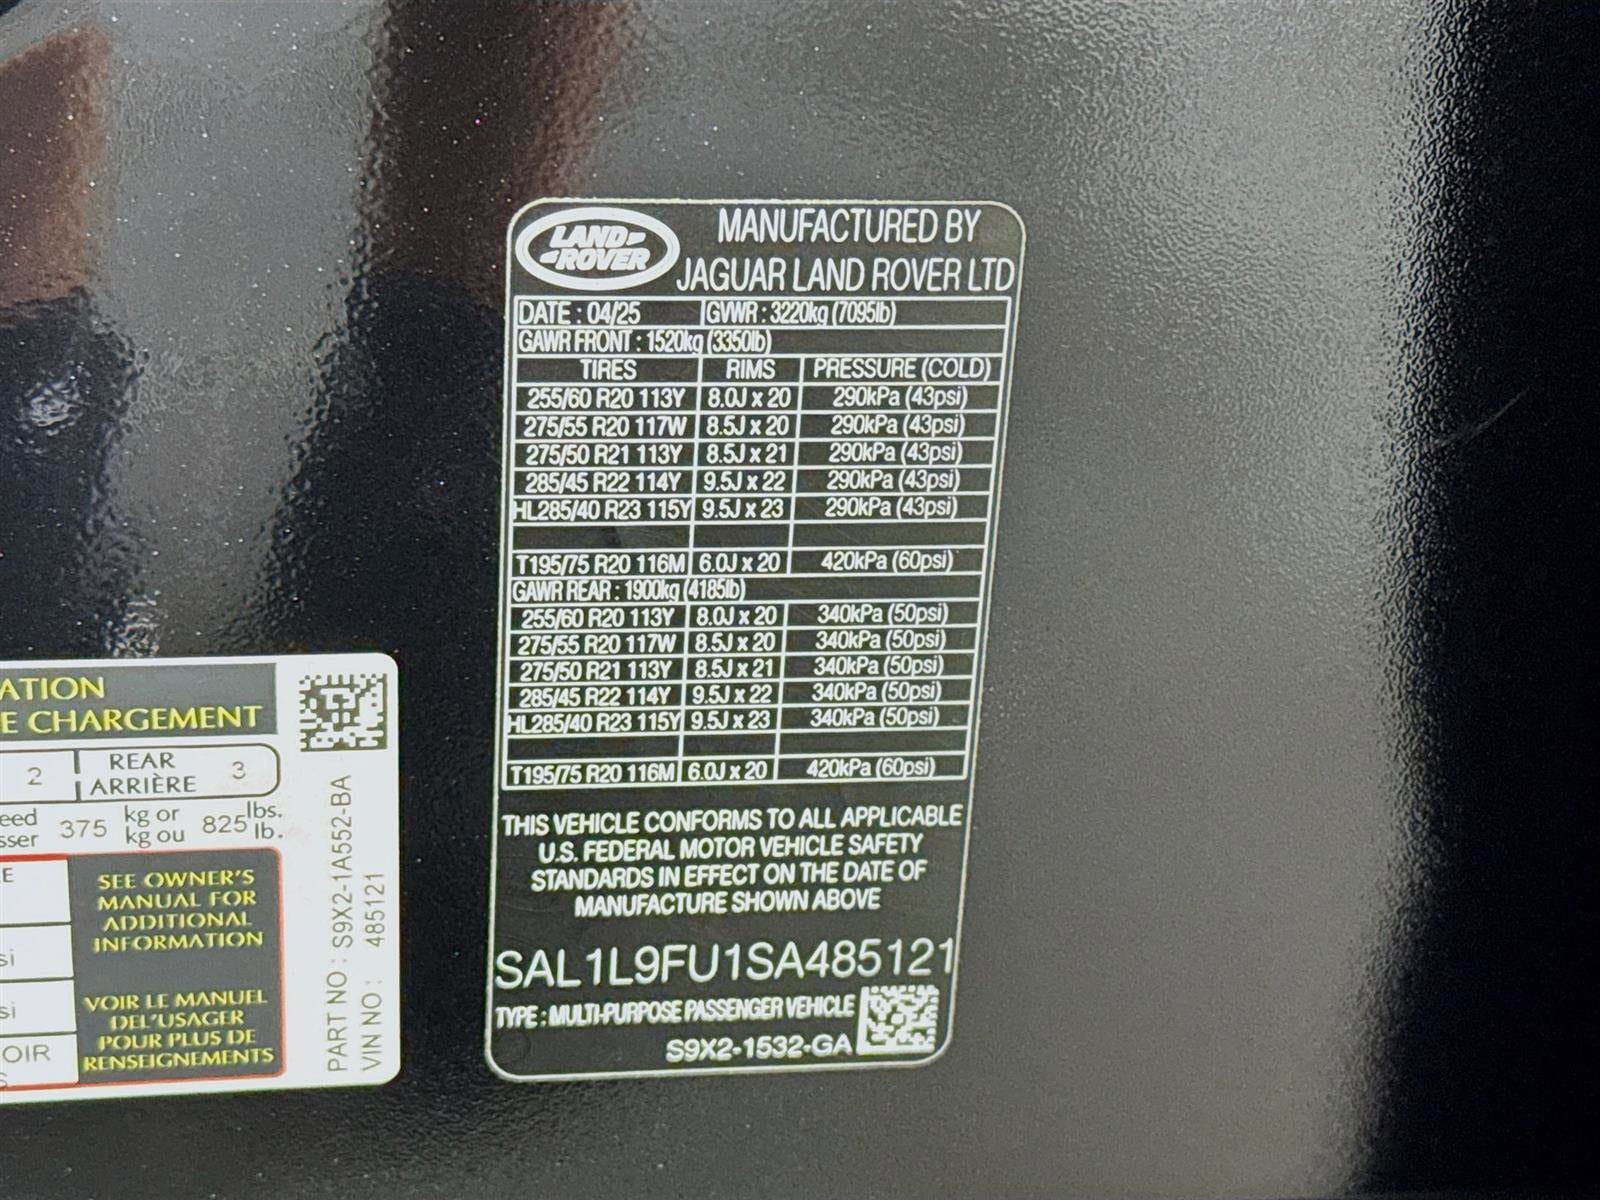 LAND
ROVER
MANUFACTURED BY
JAGUAR LAND ROVER LTD
DATE : 04/25 GVWR : 3220kg (7095lb)
GAWR FRONT : 1520kg (3350lb)
TIRES RIMS PRESSURE (COLD)
255/60 R20 113Y 8.0J x 20 290kPa (43psi)
275/55 R20 117W 8.5J x 20 290kPa (43psi)
275/50 R21 113Y 8.5J x 21 290kPa (43psi)
285/45 R22 114Y 9.5J x 22 290kPa (43psi)
HL285/40 R23 115Y 9.5J x 23 290kPa (43psi)
T195/75 R20 116M 6.0J x 20 420kPa (60psi)
GAWR REAR : 1900kg (4185lb)
255/60 R20 113Y 8.0J x 20 340kPa (50psi)
275/55 R20 117W 8.5J x 20 340kPa (50psi)
275/50 R21 113Y 8.5J x 21 340kPa (50psi)
285/45 R22 114Y 9.5J x 22 340kPa (50psi)
HL285/40 R23 115Y 9.5J x 23 340kPa (50psi)
T195/75 R20 116M 6.0J x 20 420kPa (60psi)
THIS VEHICLE CONFORMS TO ALL APPLICABLE
U.S. FEDERAL MOTOR VEHICLE SAFETY
STANDARDS IN EFFECT ON THE DATE OF
MANUFACTURE SHOWN ABOVE
SAL1L9FU1SA485121
TYPE : MULTI-PURPOSE PASSENGER VEHICLE
S9X2-1532-GA
ATION
E CHARGEMENT
2 REAR 3
ARRIÈRE
eed 375 kg or 825 lbs.
sser kg ou lb.
E
SEE OWNER'S
MANUAL FOR
ADDITIONAL
INFORMATION
si
VOIR LE MANUEL
DEL'USAGER
POUR PLUS DE
RENSEIGNEMENTS
si
OIR
PART NO : S9X2-1A552-BA
VIN NO : 485121